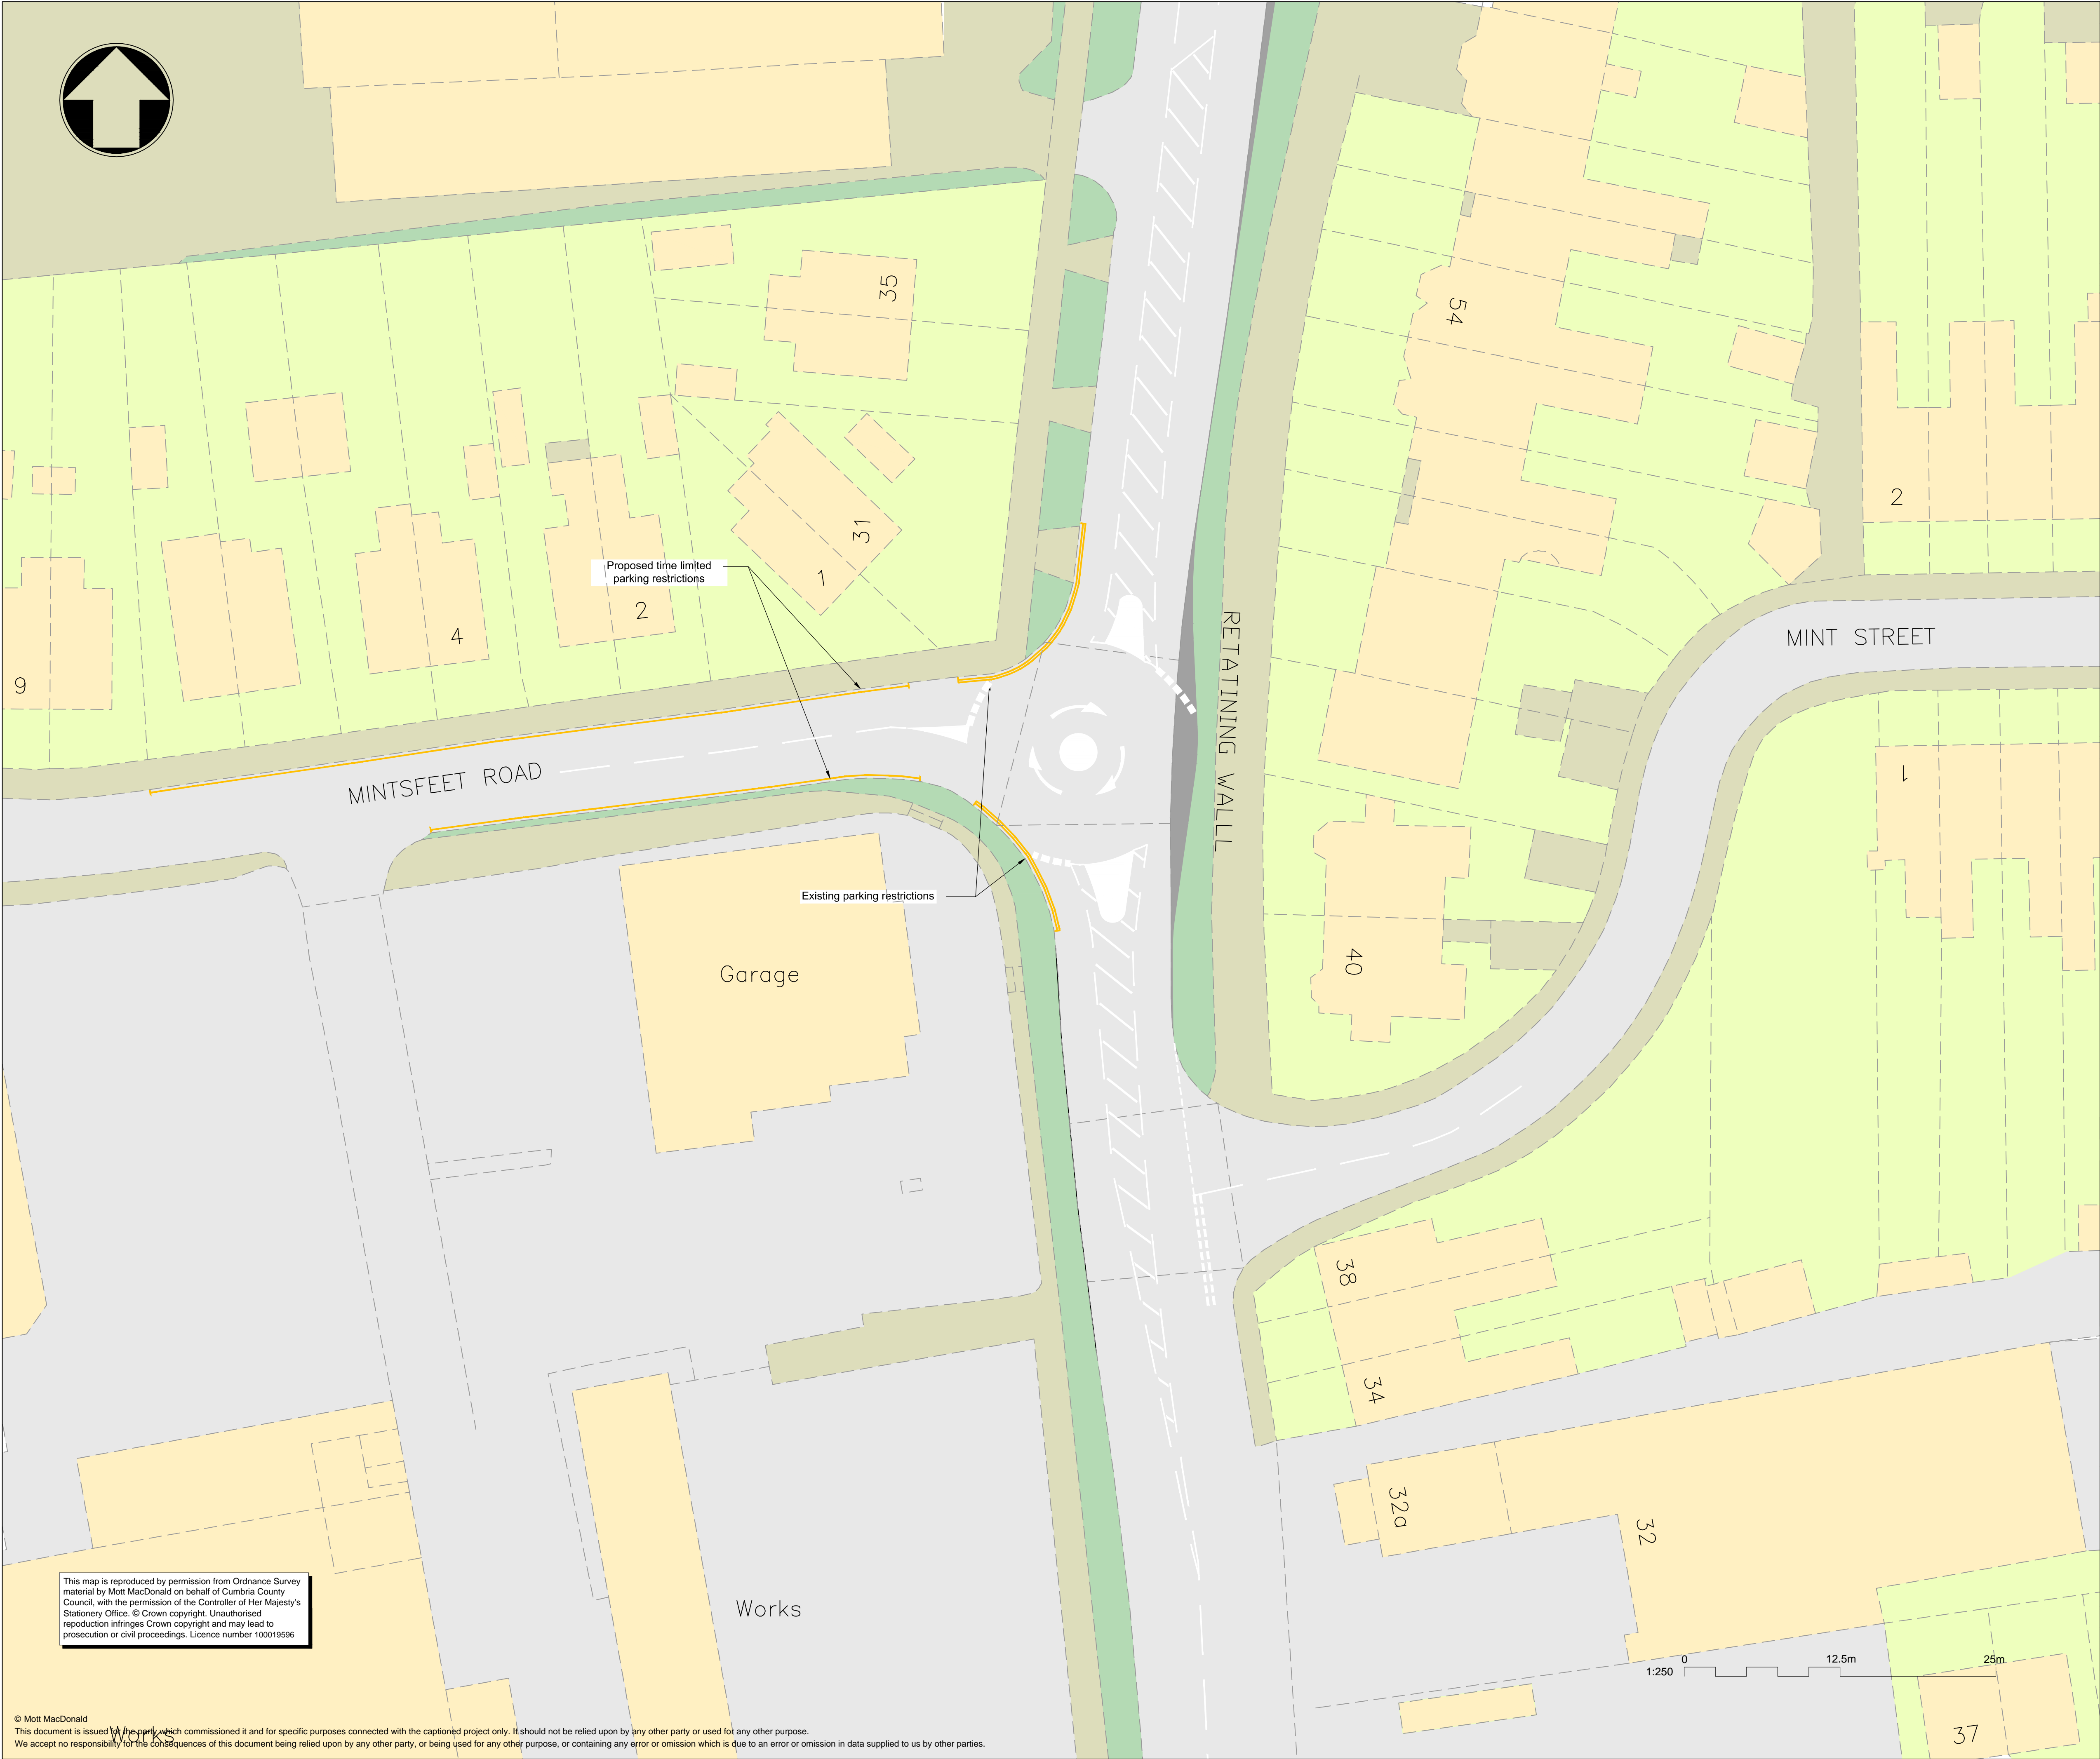 35
54
2
31
1
Proposed time limited
parking restrictions
2
4
9
MINT STREET
RETATINING WALLL
MINTSFEET ROAD
1
Existing parking restrictions
Garage
40
38
34
32a
32
This map is reproduced by permission from Ordnance Survey
material by Mott MacDonald on behalf of Cumbria County
Council, with the permission of the Controller of Her Majesty's
Stationery Office. © Crown copyright. Unauthorised
repoduction infringes Crown copyright and may lead to
prosecution or civil proceedings. Licence number 100019596
Works
0 12.5m 25m
1:250
37
© Mott MacDonald
Works
This document is issued for the party which commissioned it and for specific purposes connected with the captioned project only. It should not be relied upon by any other party or used for any other purpose.
We accept no responsibility for the consequences of this document being relied upon by any other party, or being used for any other purpose, or containing any error or omission which is due to an error or omission in data supplied to us by other parties.